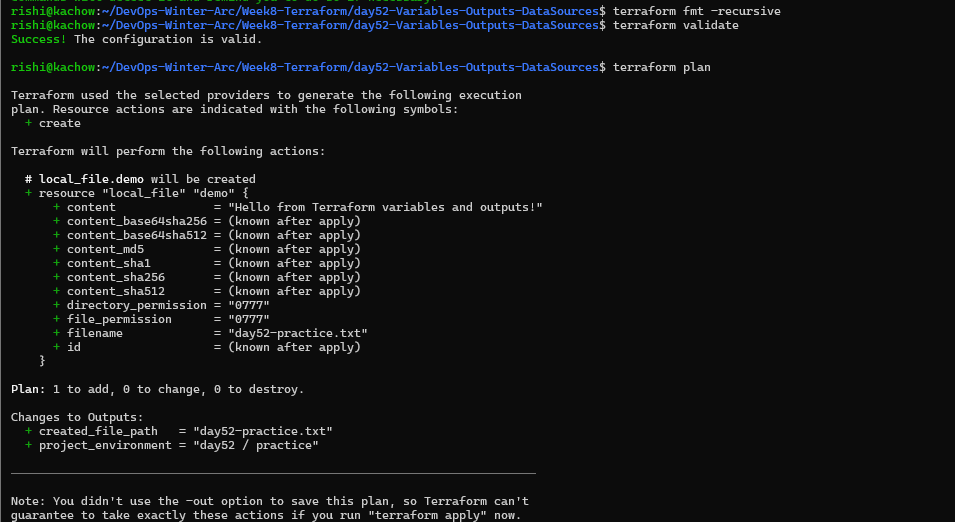 rishi@kachow:~/DevOps-Winter-Arc/Week8-Terraform/day52-Variables-Outputs-DataSources$ terraform fmt -recursive
rishi@kachow:~/DevOps-Winter-Arc/Week8-Terraform/day52-Variables-Outputs-DataSources$ terraform validate
Success! The configuration is valid.
rishi@kachow:~/DevOps-Winter-Arc/Week8-Terraform/day52-Variables-Outputs-DataSources$ terraform plan
Terraform used the selected providers to generate the following execution
plan. Resource actions are indicated with the following symbols:
  + create
Terraform will perform the following actions:
  # local_file.demo will be created
  + resource "local_file" "demo" {
      + content              = "Hello from Terraform variables and outputs!"
      + content_base64sha256 = (known after apply)
      + content_base64sha512 = (known after apply)
      + content_md5          = (known after apply)
      + content_sha1         = (known after apply)
      + content_sha256       = (known after apply)
      + content_sha512       = (known after apply)
      + directory_permission = "0777"
      + file_permission      = "0777"
      + filename             = "day52-practice.txt"
      + id                   = (known after apply)
    }
Plan: 1 to add, 0 to change, 0 to destroy.
Changes to Outputs:
  + created_file_path   = "day52-practice.txt"
  + project_environment = "day52 / practice"
Note: You didn't use the -out option to save this plan, so Terraform can't
guarantee to take exactly these actions if you run "terraform apply" now.